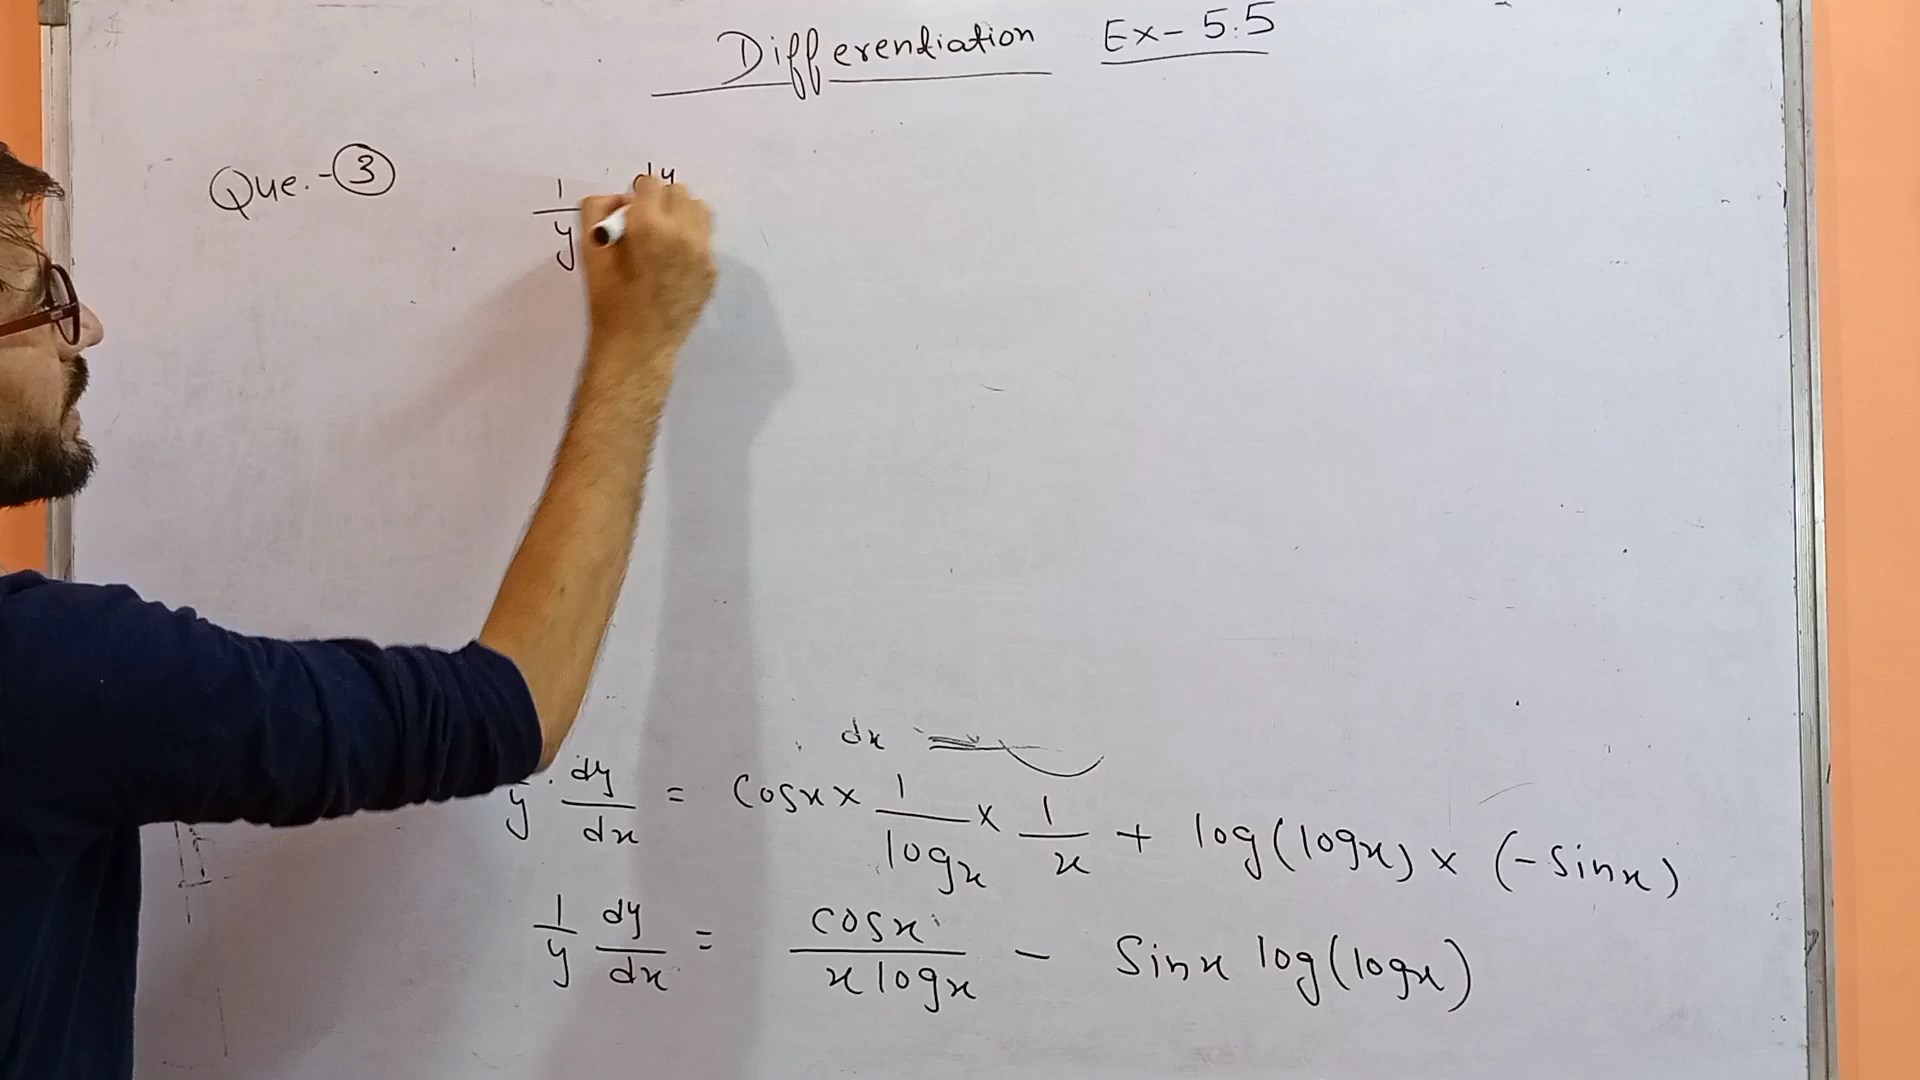 Differentiation Ex- 5.5
Que.- 3
1/y dy
dx
y . dy/dx = cosx × 1/logx × 1/x + log(logx) × (-sinx)
1/y dy/dx = cosx/x logx - Sinx log(logx)